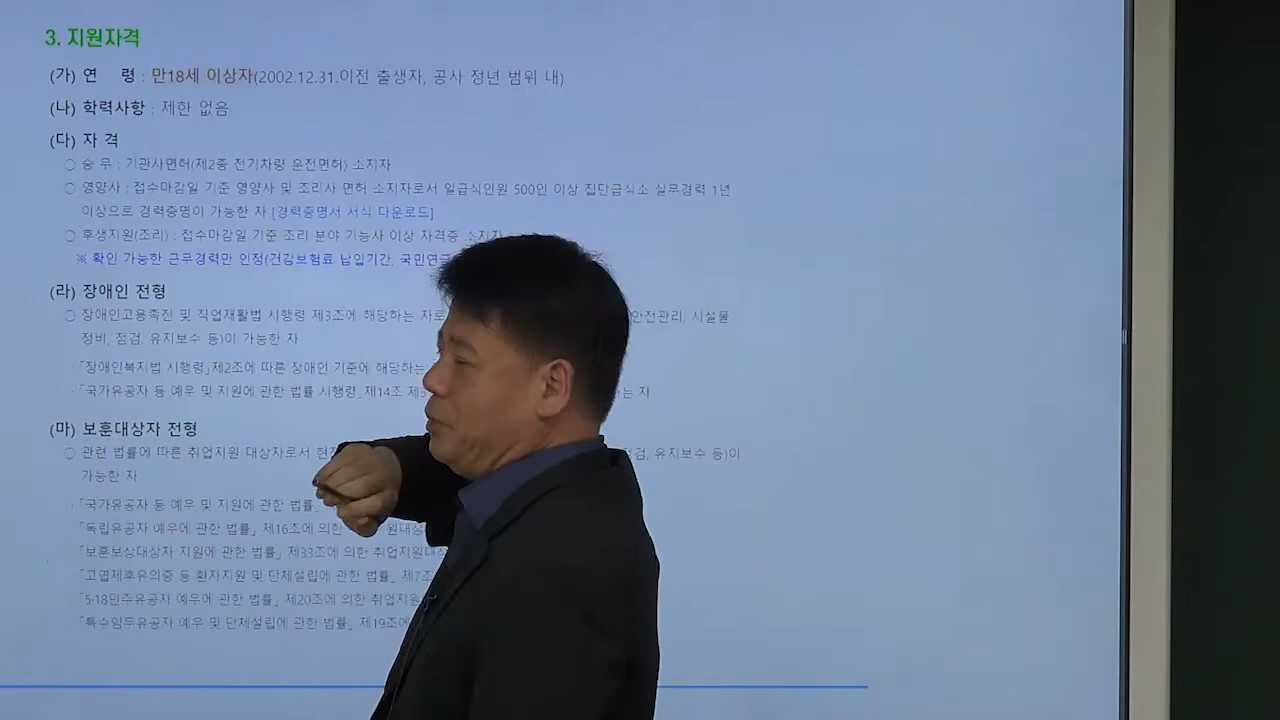 3. 지원자격
(가) 연 령 : 만18세 이상자(2002.12.31.이전 출생자, 공사 정년 범위 내)
(나) 학력사항 : 제한 없음
(다) 자 격
○ 승 무 : 기관사면허(제2종 전기차량 운전면허) 소지자
○ 영양사 : 접수마감일 기준 영양사 및 조리사 면허 소지자로서 일급식인원 500인 이상 집단급식소 실무경력 1년
이상으로 경력증명이 가능한 자 [경력증명서 서식 다운로드]
○ 후생지원(조리) : 접수마감일 기준 조리 분야 기능사 이상 자격증 소지자
※ 확인 가능한 근무경력만 인정(건강보험료 납입기간, 국민연금
(라) 장애인 전형
○ 장애인고용촉진 및 직업재활법 시행령 제3조에 해당하는 자로 안전관리, 시설물
정비, 점검, 유지보수 등)이 가능한 자
·「장애인복지법 시행령」제2조에 따른 장애인 기준에 해당하는
·「국가유공자 등 예우 및 지원에 관한 법률 시행령」제14조 제3 는 자
(마) 보훈대상자 전형
○ 관련 법률에 따른 취업지원 대상자로서 현 점검, 유지보수 등)이
가능한 자
·「국가유공자 등 예우 및 지원에 관한 법률」
·「독립유공자 예우에 관한 법률」 제16조에 의한 원대상
·「보훈보상대상자 지원에 관한 법률」 제33조에 의한 취업지원대상
·「고엽제후유의증 등 환자지원 및 단체설립에 관한 법률」 제7조
·「5·18민주유공자 예우에 관한 법률」 제20조에 의한 취업지원
·「특수임무유공자 예우 및 단체설립에 관한 법률」 제19조에